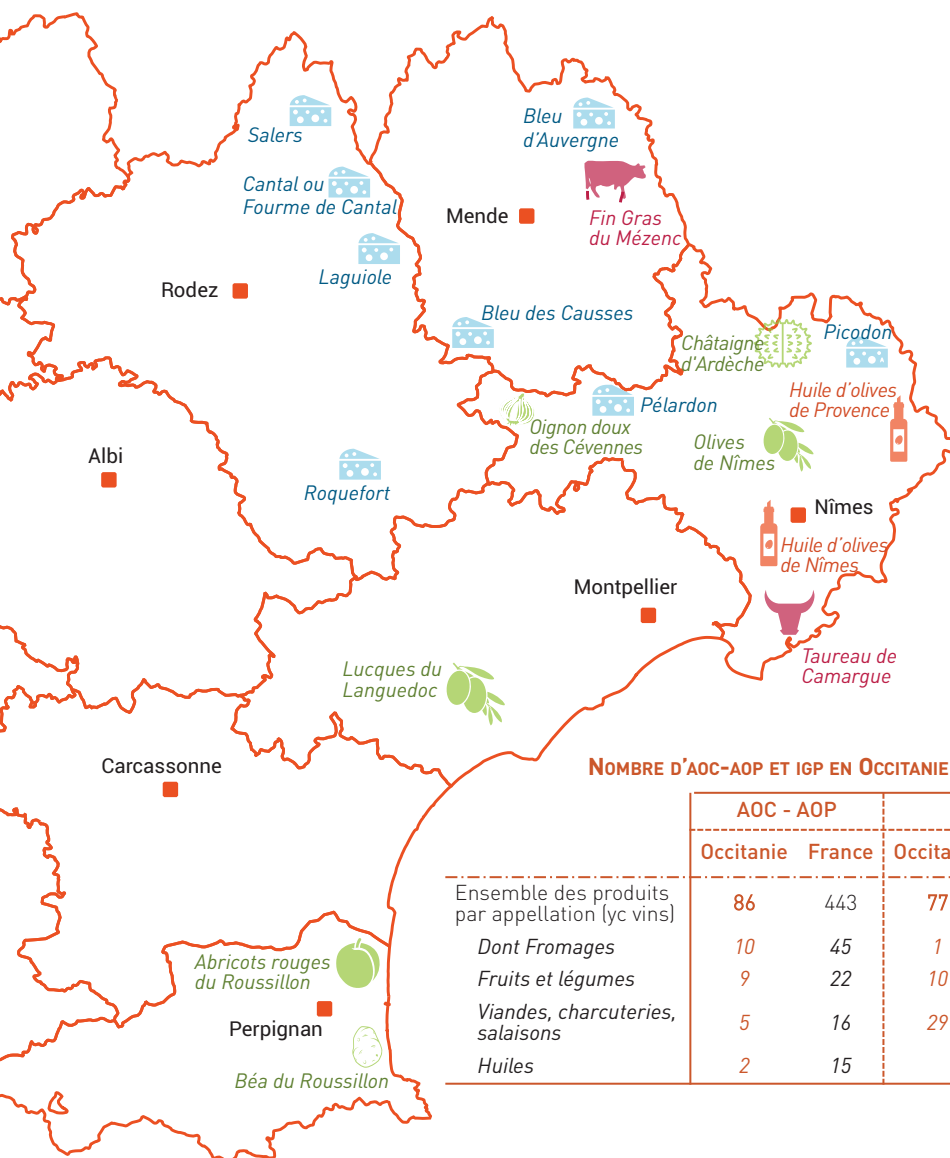 Salers
Bleu
d'Auvergne
Cantal ou
Fourme de Cantal
Mende
Fin Gras
du Mézenc
Laguiole
Rodez
Bleu des Causses
Châtaigne
d'Ardèche
Picodon
Huile d'olives
de Provence
Pélardon
Oignon doux
des Cévennes
Olives
de Nîmes
Albi
Roquefort
Nîmes
Huile d'olives
de Nîmes
Montpellier
Taureau de
Camargue
Lucques du
Languedoc
Carcassonne
Abricots rouges
du Roussillon
Perpignan
Béa du Roussillon
NOMBRE D'AOC-AOP ET IGP EN OCCITANIE
AOC - AOP
Occitanie France Occita
Ensemble des produits
par appellation (yc vins) 86 443 77
Dont Fromages 10 45 1
Fruits et légumes 9 22 10
Viandes, charcuteries,
salaisons 5 16 29
Huiles 2 15